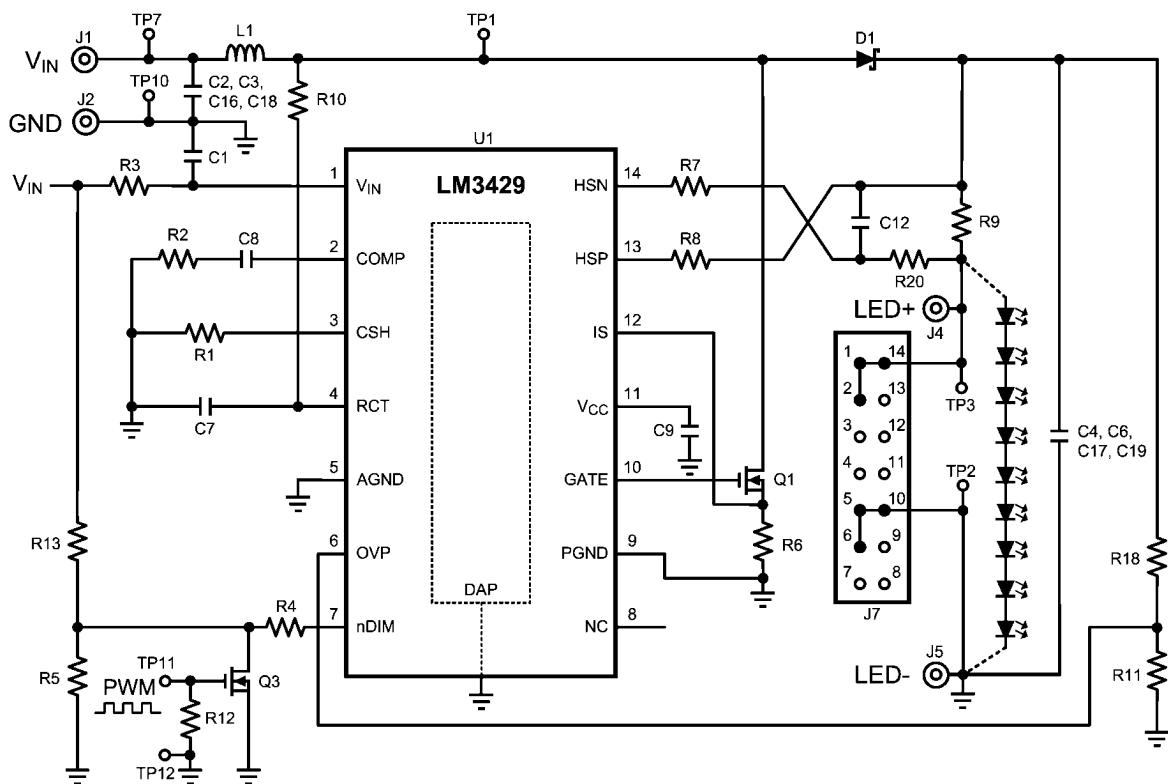 TP7
TP1
J1
L1
D1
VIN
TP10
C2, C3,
C16, C18
R10
J2
GND
U1
C1
R3
VIN
1
VIN
LM3429
HSN
14
R7
R2
C8
2
COMP
HSP
13
R8
C12
R9
R20
R1
3
CSH
IS
12
LED+
J4
C7
4
RCT
VCC
11
C9
1
14
2
13
3
12
4
11
5
10
6
9
7
8
J7
TP3
TP2
C4, C6,
C17, C19
5
AGND
GATE
10
Q1
R13
6
OVP
PGND
9
R6
R18
DAP
R4
7
nDIM
NC
8
R5
TP11
PWM
Q3
R12
TP12
LED-
J5
R11